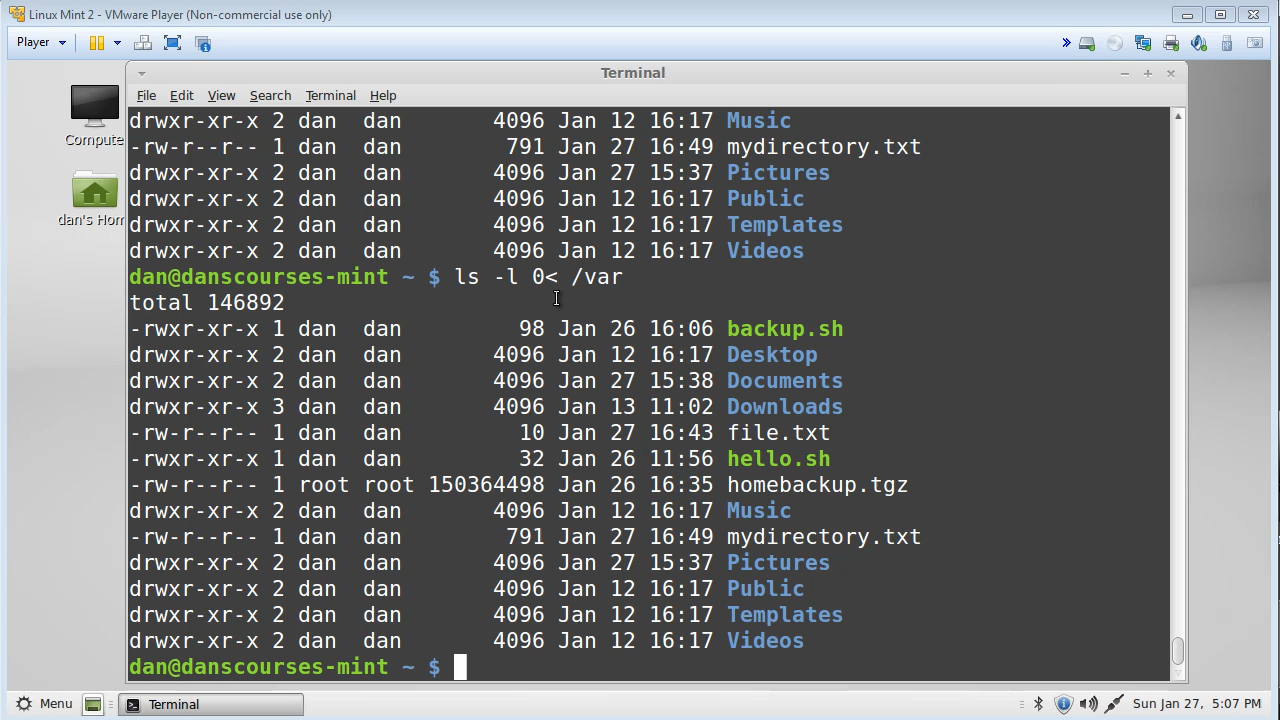 Linux Mint 2 - VMware Player (Non-commercial use only)
Player
Terminal
File Edit View Search Terminal Help
Compute
dan's Hom
drwxr-xr-x 2 dan  dan       4096 Jan 12 16:17 Music
-rw-r--r-- 1 dan  dan        791 Jan 27 16:49 mydirectory.txt
drwxr-xr-x 2 dan  dan       4096 Jan 27 15:37 Pictures
drwxr-xr-x 2 dan  dan       4096 Jan 12 16:17 Public
drwxr-xr-x 2 dan  dan       4096 Jan 12 16:17 Templates
drwxr-xr-x 2 dan  dan       4096 Jan 12 16:17 Videos
dan@danscourses-mint ~ $ ls -l 0< /var
total 146892
-rwxr-xr-x 1 dan  dan         98 Jan 26 16:06 backup.sh
drwxr-xr-x 2 dan  dan       4096 Jan 12 16:17 Desktop
drwxr-xr-x 2 dan  dan       4096 Jan 27 15:38 Documents
drwxr-xr-x 3 dan  dan       4096 Jan 13 11:02 Downloads
-rw-r--r-- 1 dan  dan         10 Jan 27 16:43 file.txt
-rwxr-xr-x 1 dan  dan         32 Jan 26 11:56 hello.sh
-rw-r--r-- 1 root root 150364498 Jan 26 16:35 homebackup.tgz
drwxr-xr-x 2 dan  dan       4096 Jan 12 16:17 Music
-rw-r--r-- 1 dan  dan        791 Jan 27 16:49 mydirectory.txt
drwxr-xr-x 2 dan  dan       4096 Jan 27 15:37 Pictures
drwxr-xr-x 2 dan  dan       4096 Jan 12 16:17 Public
drwxr-xr-x 2 dan  dan       4096 Jan 12 16:17 Templates
drwxr-xr-x 2 dan  dan       4096 Jan 12 16:17 Videos
dan@danscourses-mint ~ $
Menu Terminal Sun Jan 27, 5:07 PM